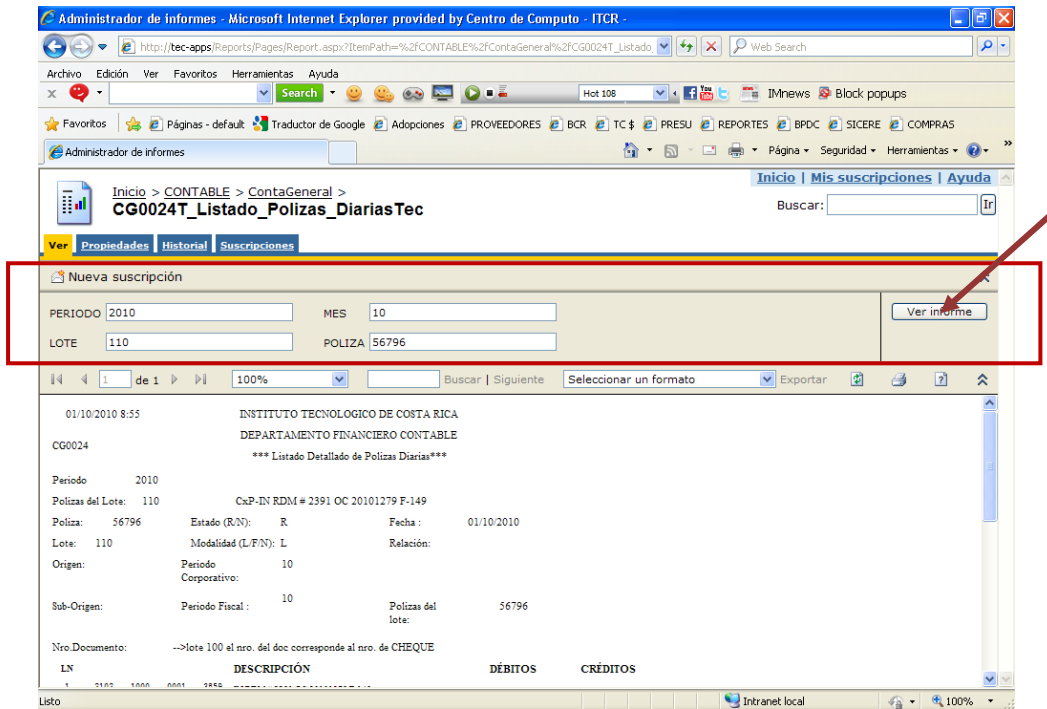 Administrador de informes - Microsoft Internet Explorer provided by Centro de Computo - ITCR -
http://tec-apps/Reports/Pages/Report.aspx?ItemPath=%2fCONTABLE%2fContaGeneral%2fCG0024T_Listado_
Web Search
Archivo Edición Ver Favoritos Herramientas Ayuda
Search Hot 108 You IMnews Block popups
Favoritos Páginas - default Traductor de Google Adopciones PROVEEDORES BCR TC $ PRESU REPORTES BPDC SICERE COMPRAS
Administrador de informes Página Seguridad Herramientas
Inicio | Mis suscripciones | Ayuda
Inicio > CONTABLE > ContaGeneral >
CG0024T_Listado_Polizas_DiariasTec
Buscar: Ir
Ver Propiedades Historial Suscripciones
Nueva suscripción
PERIODO 2010 MES 10 Ver informe
LOTE 110 POLIZA 56796
1 de 1 100% Buscar | Siguiente Seleccionar un formato Exportar
01/10/2010 8:55 INSTITUTO TECNOLOGICO DE COSTA RICA
DEPARTAMENTO FINANCIERO CONTABLE
CG0024
*** Listado Detallado de Polizas Diarias***
Periodo 2010
Polizas del Lote: 110 CxP-IN RDM # 2391 OC 20101279 F-149
Poliza: 56796 Estado (R/N): R Fecha : 01/10/2010
Lote: 110 Modalidad (L/F/N): L Relación:
Origen: Periodo Corporativo: 10
Sub-Origen: Periodo Fiscal : 10 Polizas del lote: 56796
Nro.Documento: -->lote 100 el nro. del doc corresponde al nro. de CHEQUE
LN DESCRIPCIÓN DÉBITOS CRÉDITOS
Listo Intranet local 100%